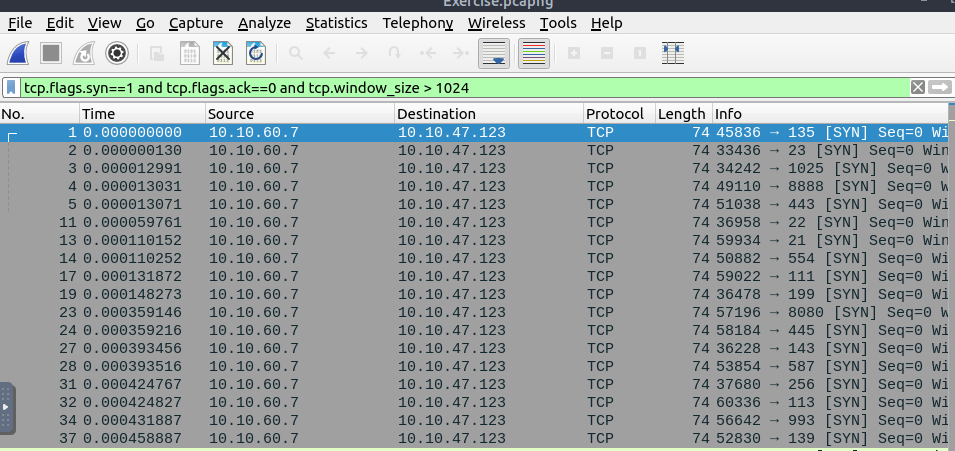 Exercise.pcapng
File Edit View Go Capture Analyze Statistics Telephony Wireless Tools Help
tcp.flags.syn==1 and tcp.flags.ack==0 and tcp.window_size > 1024
No. Time Source Destination Protocol Length Info
1 0.000000000 10.10.60.7 10.10.47.123 TCP 74 45836 → 135 [SYN] Seq=0 Wi
2 0.000000130 10.10.60.7 10.10.47.123 TCP 74 33436 → 23 [SYN] Seq=0 Win
3 0.000012991 10.10.60.7 10.10.47.123 TCP 74 34242 → 1025 [SYN] Seq=0 W
4 0.000013031 10.10.60.7 10.10.47.123 TCP 74 49110 → 8888 [SYN] Seq=0 W
5 0.000013071 10.10.60.7 10.10.47.123 TCP 74 51038 → 443 [SYN] Seq=0 Wi
11 0.000059761 10.10.60.7 10.10.47.123 TCP 74 36958 → 22 [SYN] Seq=0 Win
13 0.000110152 10.10.60.7 10.10.47.123 TCP 74 59934 → 21 [SYN] Seq=0 Win
14 0.000110252 10.10.60.7 10.10.47.123 TCP 74 50882 → 554 [SYN] Seq=0 Wi
17 0.000131872 10.10.60.7 10.10.47.123 TCP 74 59022 → 111 [SYN] Seq=0 Wi
19 0.000148273 10.10.60.7 10.10.47.123 TCP 74 36478 → 199 [SYN] Seq=0 Wi
23 0.000359146 10.10.60.7 10.10.47.123 TCP 74 57196 → 8080 [SYN] Seq=0 W
24 0.000359216 10.10.60.7 10.10.47.123 TCP 74 58184 → 445 [SYN] Seq=0 Wi
27 0.000393456 10.10.60.7 10.10.47.123 TCP 74 36228 → 143 [SYN] Seq=0 Wi
28 0.000393516 10.10.60.7 10.10.47.123 TCP 74 53854 → 587 [SYN] Seq=0 Wi
31 0.000424767 10.10.60.7 10.10.47.123 TCP 74 37680 → 256 [SYN] Seq=0 Wi
32 0.000424827 10.10.60.7 10.10.47.123 TCP 74 60336 → 113 [SYN] Seq=0 Wi
34 0.000431887 10.10.60.7 10.10.47.123 TCP 74 56642 → 993 [SYN] Seq=0 Wi
37 0.000458887 10.10.60.7 10.10.47.123 TCP 74 52830 → 139 [SYN] Seq=0 Wi